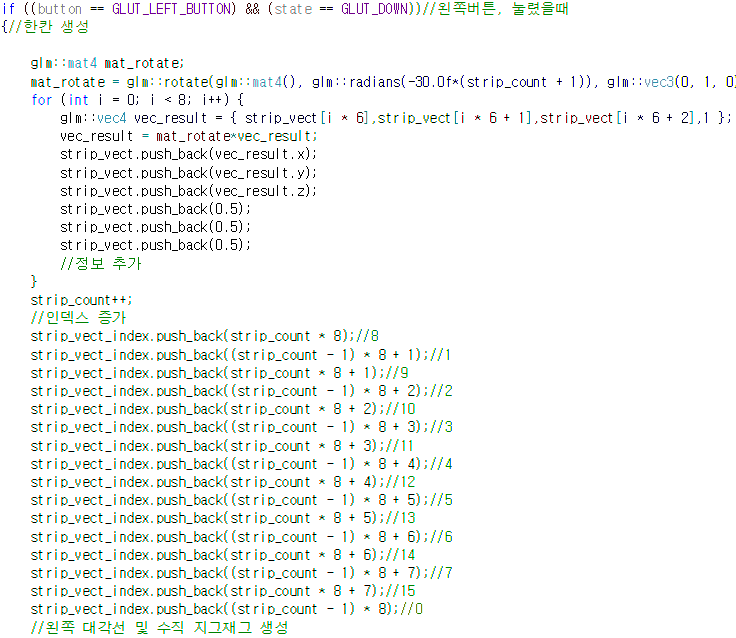 if ((button == GLUT_LEFT_BUTTON) && (state == GLUT_DOWN))//왼쪽버튼, 눌렸을때
{//한칸 생성
glm::mat4 mat_rotate;
mat_rotate = glm::rotate(glm::mat4(), glm::radians(-30.0f*(strip_count + 1)), glm::vec3(0, 1, 0)
for (int i = 0; i < 8; i++) {
glm::vec4 vec_result = { strip_vect[i * 6],strip_vect[i * 6 + 1],strip_vect[i * 6 + 2],1 };
vec_result = mat_rotate*vec_result;
strip_vect.push_back(vec_result.x);
strip_vect.push_back(vec_result.y);
strip_vect.push_back(vec_result.z);
strip_vect.push_back(0.5);
strip_vect.push_back(0.5);
strip_vect.push_back(0.5);
//정보 추가
}
strip_count++;
//인덱스 증가
strip_vect_index.push_back(strip_count * 8);//8
strip_vect_index.push_back((strip_count - 1) * 8 + 1);//1
strip_vect_index.push_back(strip_count * 8 + 1);//9
strip_vect_index.push_back((strip_count - 1) * 8 + 2);//2
strip_vect_index.push_back(strip_count * 8 + 2);//10
strip_vect_index.push_back((strip_count - 1) * 8 + 3);//3
strip_vect_index.push_back(strip_count * 8 + 3);//11
strip_vect_index.push_back((strip_count - 1) * 8 + 4);//4
strip_vect_index.push_back(strip_count * 8 + 4);//12
strip_vect_index.push_back((strip_count - 1) * 8 + 5);//5
strip_vect_index.push_back(strip_count * 8 + 5);//13
strip_vect_index.push_back((strip_count - 1) * 8 + 6);//6
strip_vect_index.push_back(strip_count * 8 + 6);//14
strip_vect_index.push_back((strip_count - 1) * 8 + 7);//7
strip_vect_index.push_back(strip_count * 8 + 7);//15
strip_vect_index.push_back((strip_count - 1) * 8);//0
//왼쪽 대각선 및 수직 지그재그 생성